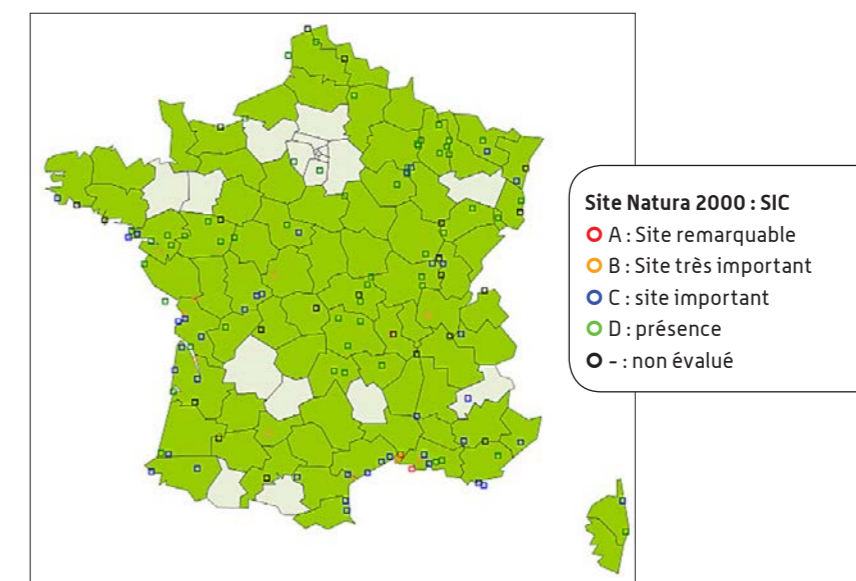 Site Natura 2000 : SIC
A : Site remarquable
B : Site très important
C : site important
D : présence
- : non évalué